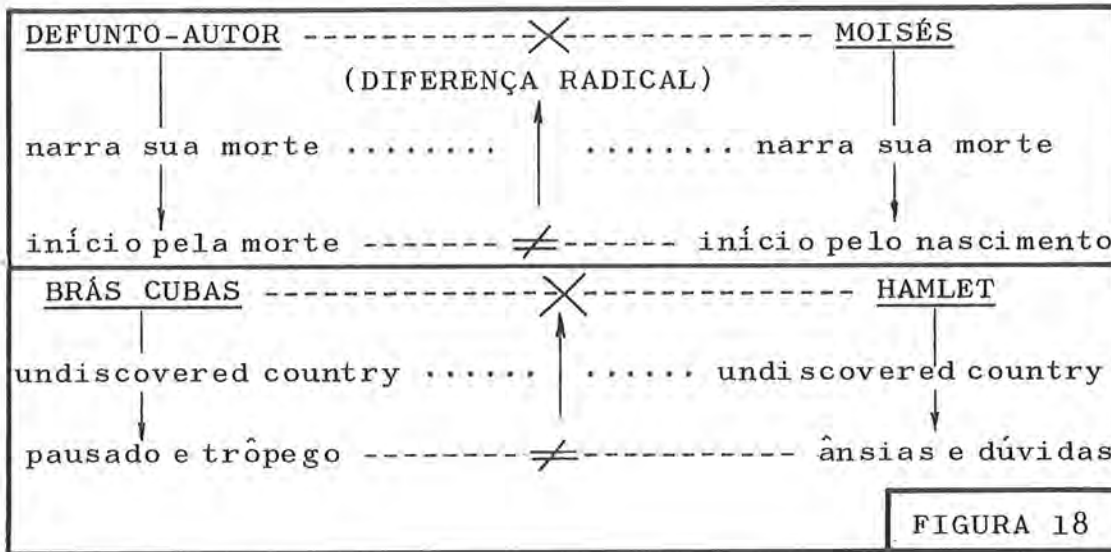 DEFUNTO-AUTOR ---------------X--------------- MOISÉS
(DIFERENÇA RADICAL)
narra sua morte ....... ........ narra sua morte
início pela morte ------≠------ início pelo nascimento
BRÁS CUBAS ---------------X--------------- HAMLET
undiscovered country ...... ...... undiscovered country
pausado e trôpego --------≠----------- ânsias e dúvidas
FIGURA 18